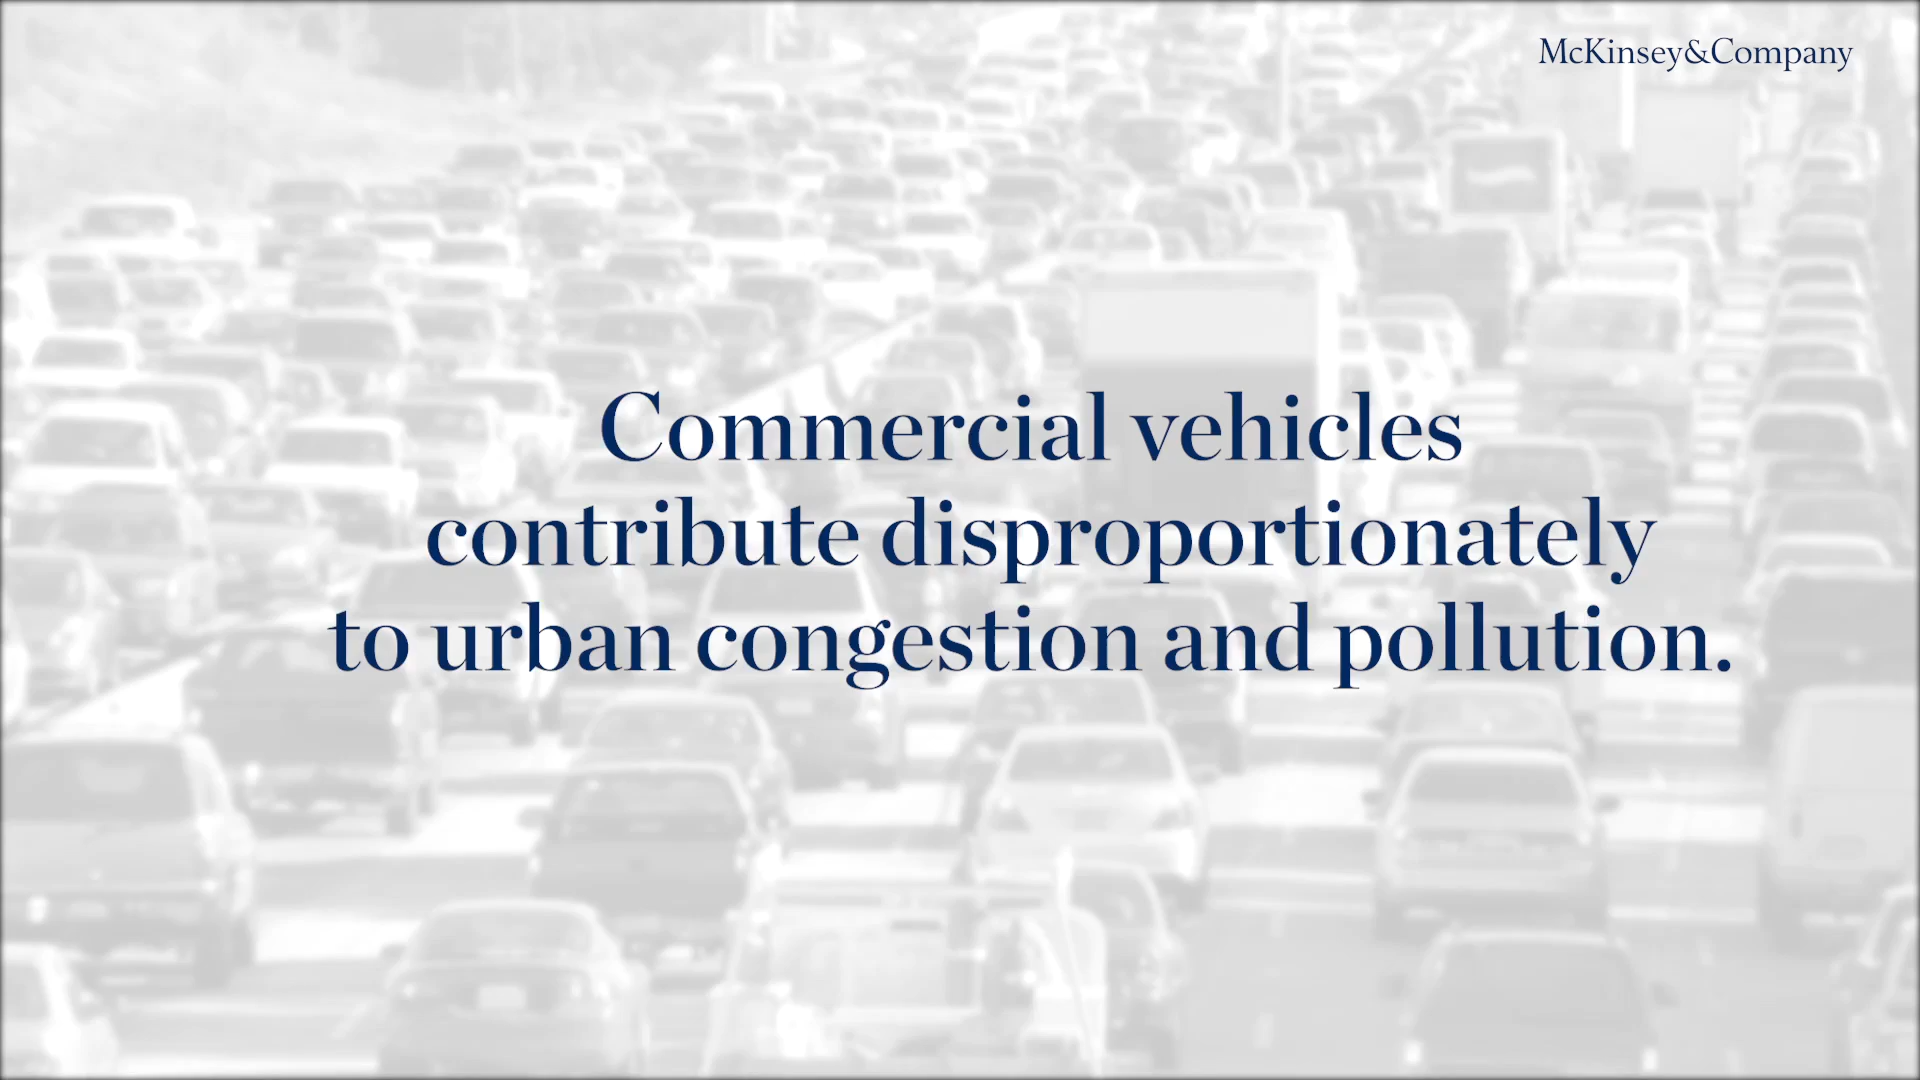 McKinsey&Company
Commercial vehicles
contribute disproportionately
to urban congestion and pollution.